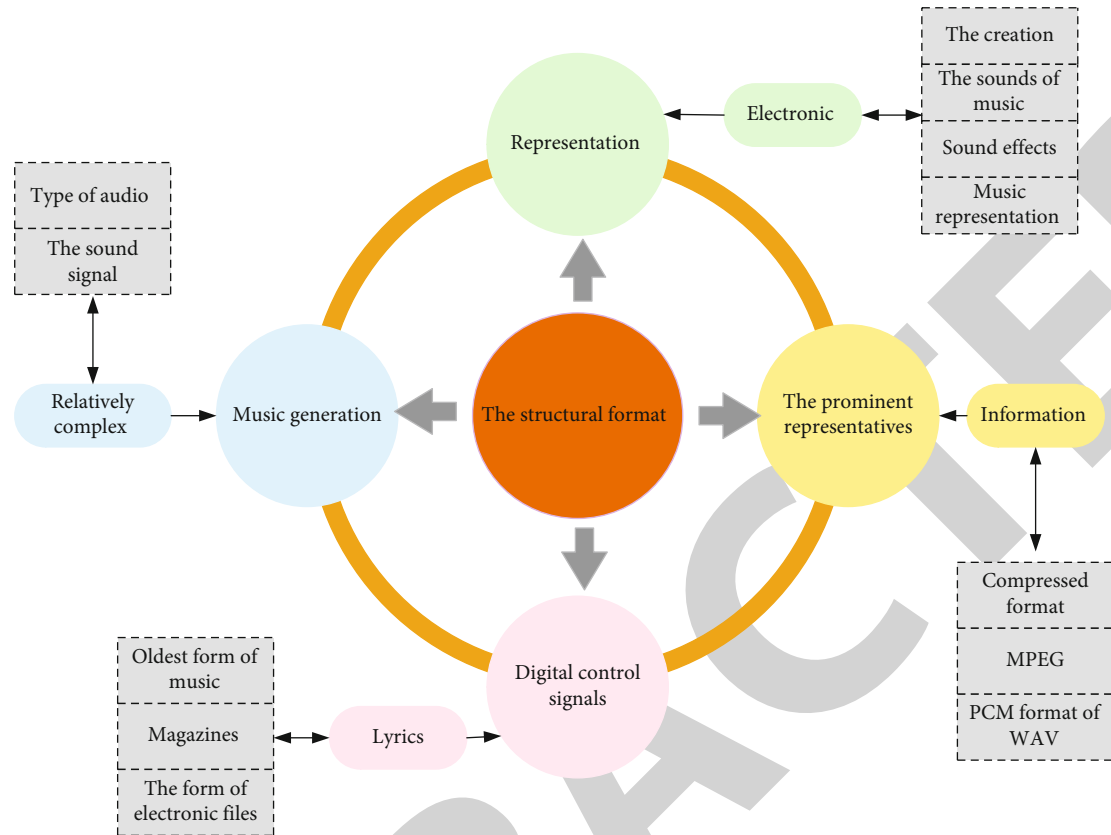 The creation
The sounds of
music
Sound effects
Music
representation
Electronic
Representation
Type of audio
The sound
signal
Relatively
complex
Music generation
The structural format
The prominent
representatives
Information
Compressed
format
MPEG
PCM format of
WAV
Digital control
signals
Lyrics
Oldest form of
music
Magazines
The form of
electronic files